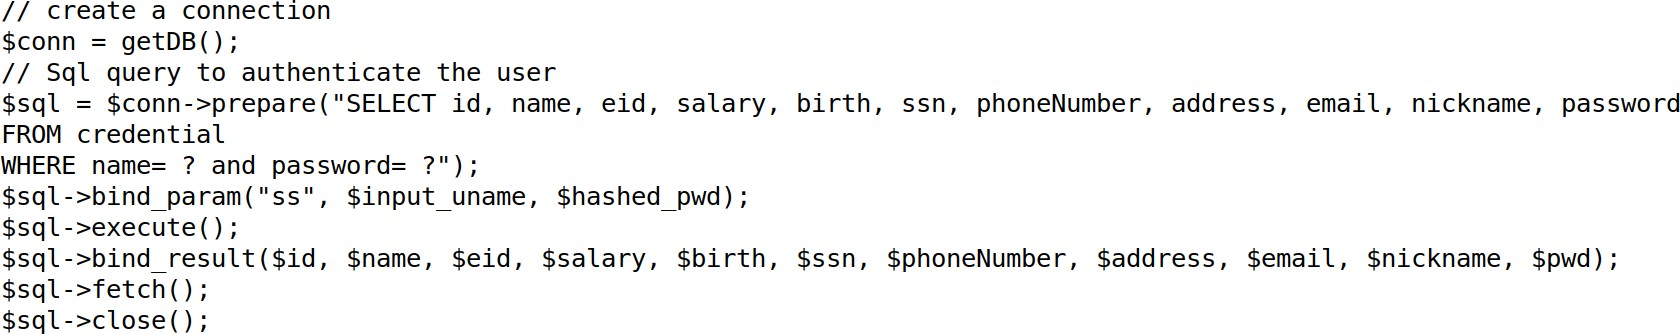 // create a connection
$conn = getDB();
// Sql query to authenticate the user
$sql = $conn->prepare("SELECT id, name, eid, salary, birth, ssn, phoneNumber, address, email, nickname, password
FROM credential
WHERE name= ? and password= ?");
$sql->bind_param("ss", $input_uname, $hashed_pwd);
$sql->execute();
$sql->bind_result($id, $name, $eid, $salary, $birth, $ssn, $phoneNumber, $address, $email, $nickname, $pwd);
$sql->fetch();
$sql->close();